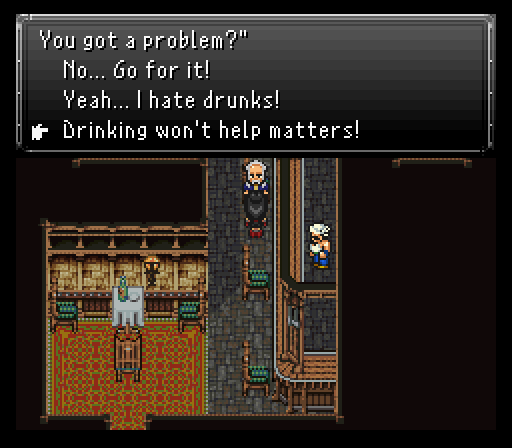 You got a problem?"
No... Go for it!
Yeah... I hate drunks!
Drinking won't help matters!